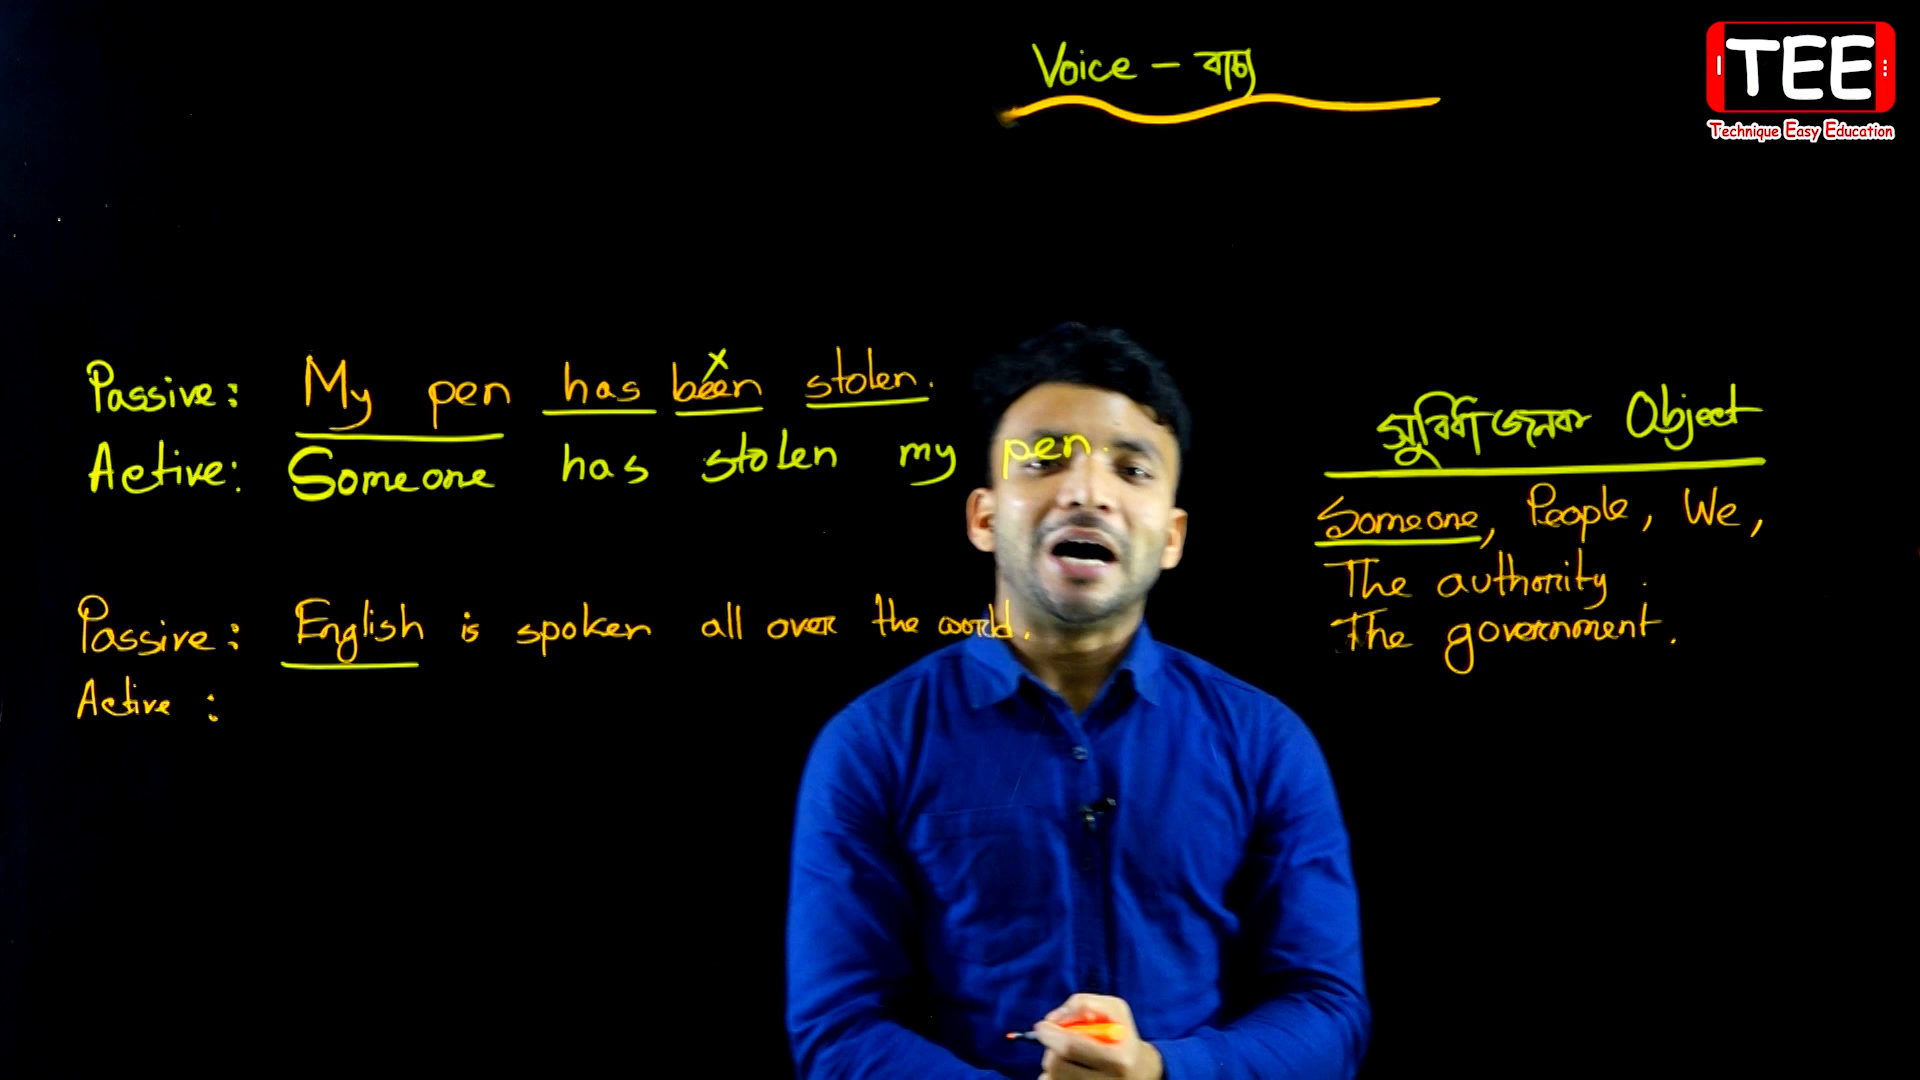 Voice - বাচ্য
TEE
Technique Easy Education
Passive: My pen has been stolen.
Active: Someone has stolen my pen.
Passive: English is spoken all over the world.
Active :
সুবিধাজনক Object
Someone, People, We,
The authority.
The government.